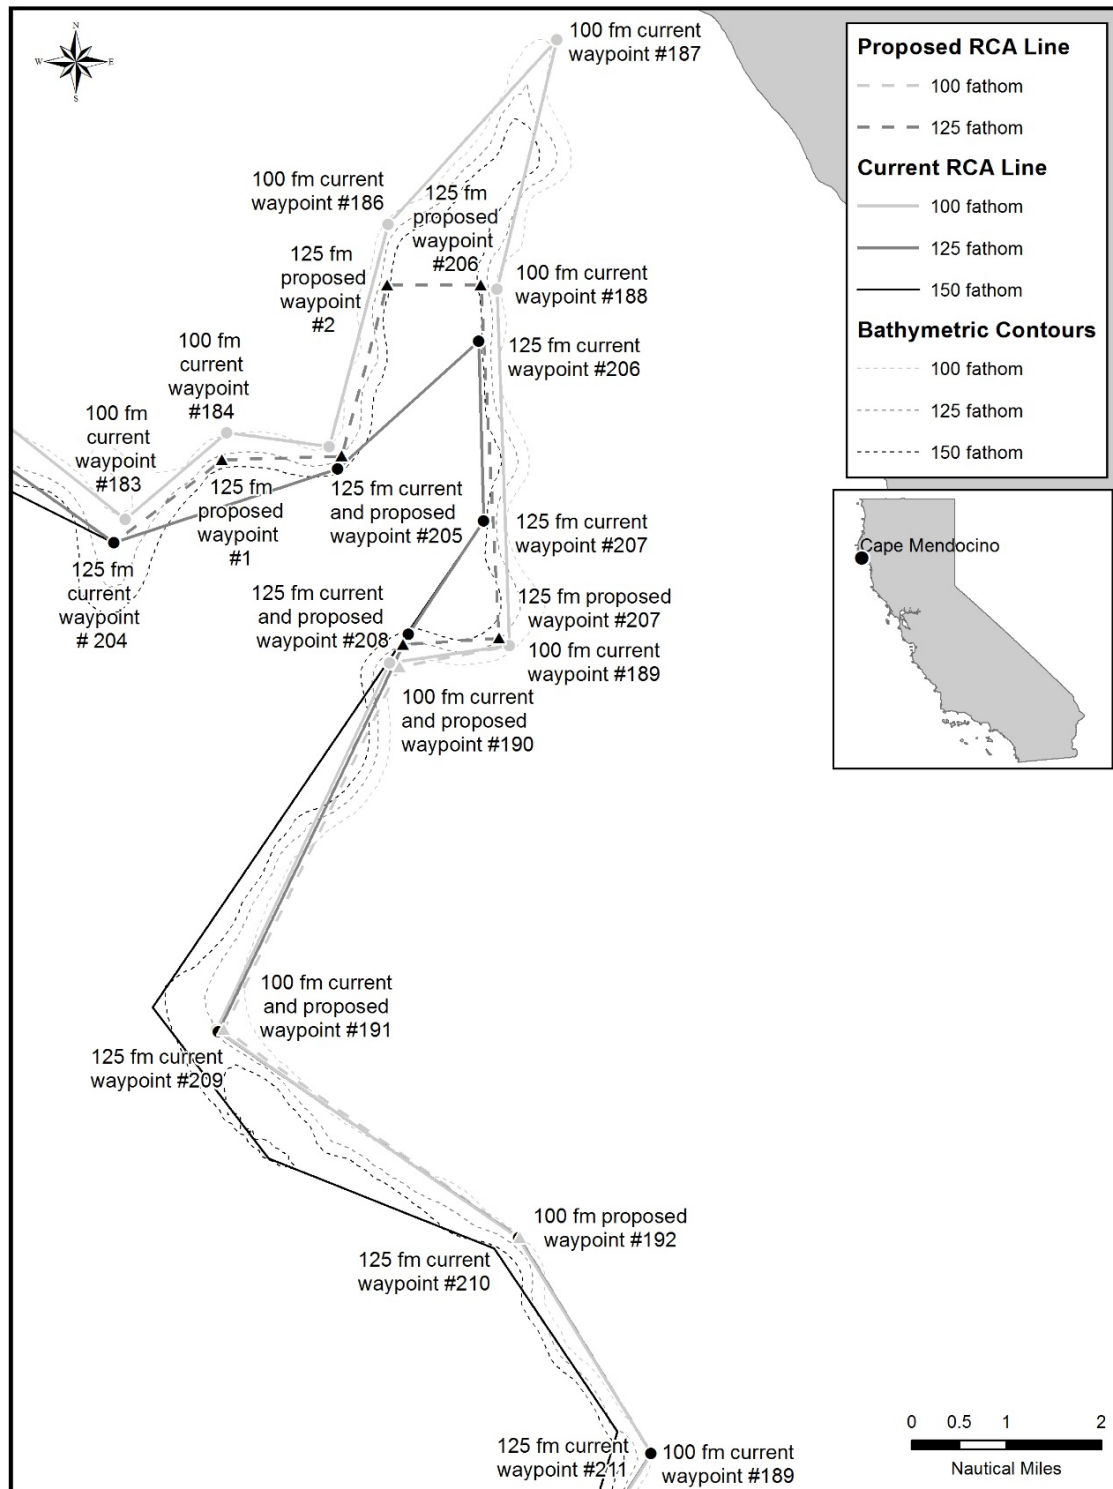 N
W
E
S
100 fm current
waypoint #187
100 fm current
waypoint #186
125 fm
proposed
waypoint
#206
125 fm
proposed
waypoint
#2
100 fm current
waypoint #188
125 fm current
waypoint #206
100 fm
current
waypoint
#184
100 fm
current
waypoint
#183
125 fm
proposed
waypoint
#1
125 fm current
and proposed
waypoint #205
125 fm current
waypoint #207
125 fm
current
waypoint
# 204
125 fm current
and proposed
waypoint #208
125 fm proposed
waypoint #207
100 fm current
waypoint #189
100 fm current
and proposed
waypoint #190
100 fm current
and proposed
waypoint #191
125 fm current
waypoint #209
100 fm proposed
waypoint #192
125 fm current
waypoint #210
125 fm current
waypoint #211
100 fm current
waypoint #189
Proposed RCA Line
100 fathom
125 fathom
Current RCA Line
100 fathom
125 fathom
150 fathom
Bathymetric Contours
100 fathom
125 fathom
150 fathom
Cape Mendocino
0 0.5 1 2
Nautical Miles